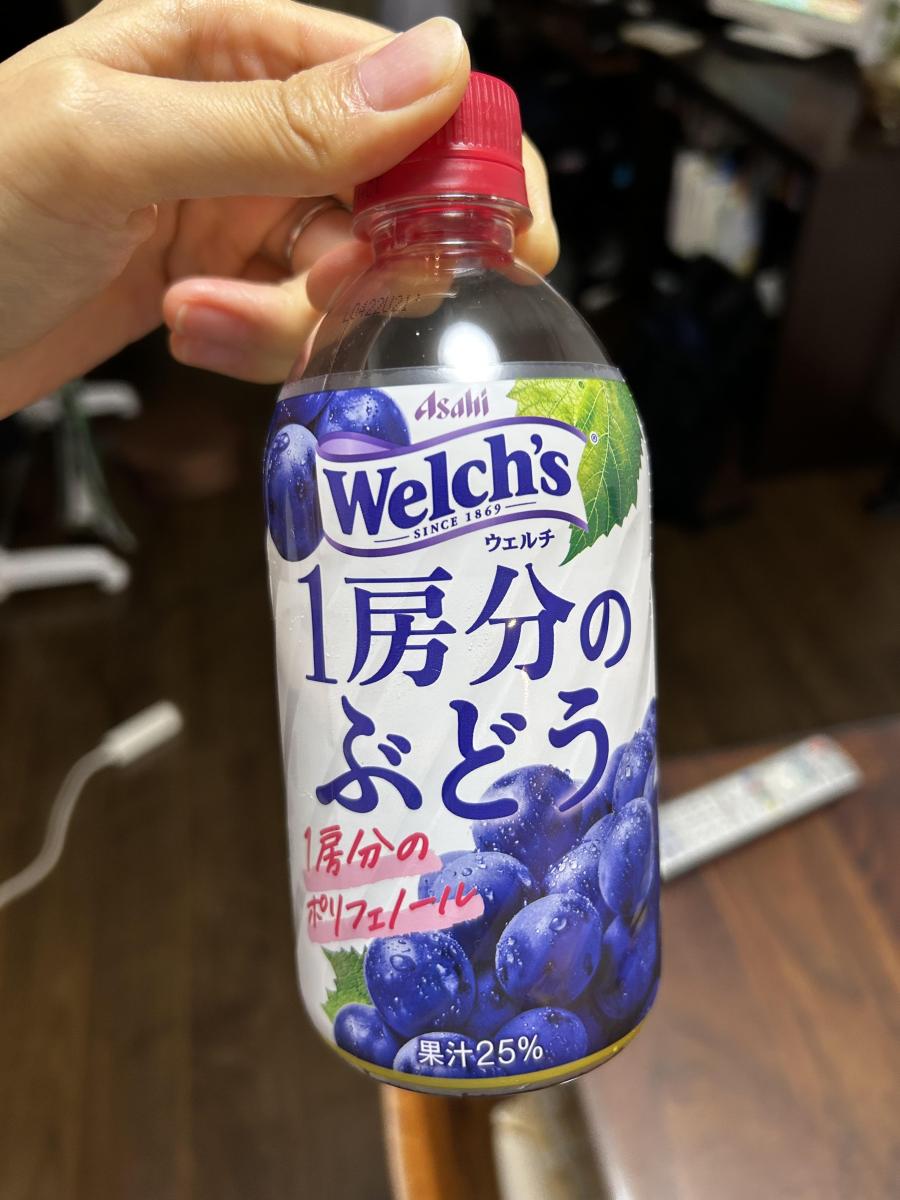 Asahi
Welch's®
SINCE 1869
ウェルチ
1房分の
ぶどう
1房分の
ポリフェノール
果汁25%